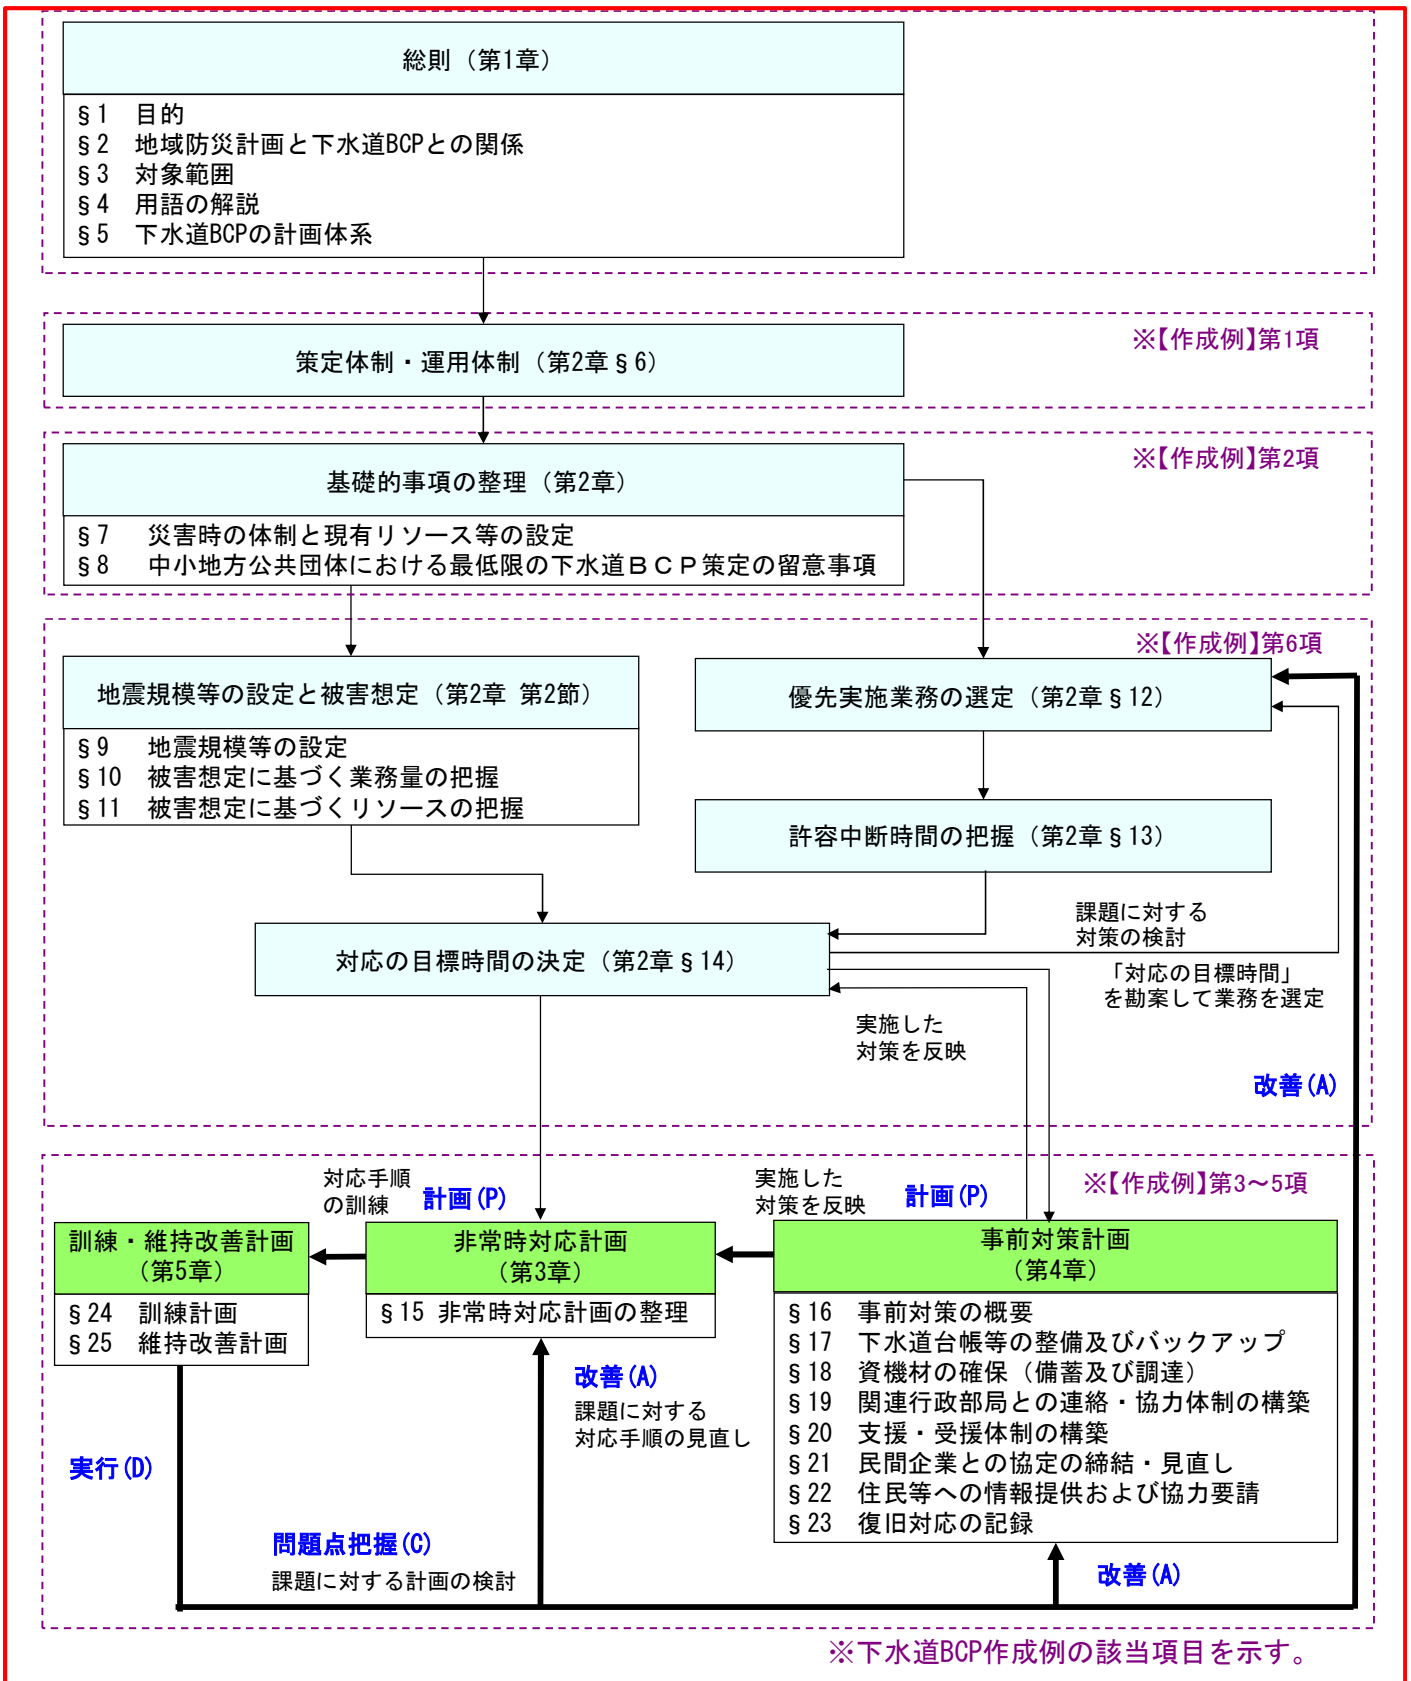 総則（第1章）
§1 目的
§2 地域防災計画と下水道BCPとの関係
§3 対象範囲
§4 用語の解説
§5 下水道BCPの計画体系
※【作成例】第1項
策定体制・運用体制（第2章§6）
※【作成例】第2項
基礎的事項の整理（第2章）
§7 災害時の体制と現有リソース等の設定
§8 中小地方公共団体における最低限の下水道ＢＣＰ策定の留意事項
※【作成例】第6項
地震規模等の設定と被害想定（第2章 第2節）
§9 地震規模等の設定
§10 被害想定に基づく業務量の把握
§11 被害想定に基づくリソースの把握
優先実施業務の選定（第2章§12）
許容中断時間の把握（第2章§13）
課題に対する
対策の検討
対応の目標時間の決定（第2章§14）
「対応の目標時間」
を勘案して業務を選定
実施した
対策を反映
改善(A)
対応手順
の訓練
計画(P)
実施した
対策を反映
計画(P)
※【作成例】第3～5項
訓練・維持改善計画
（第5章）
§24 訓練計画
§25 維持改善計画
非常時対応計画
（第3章）
§15 非常時対応計画の整理
事前対策計画
（第4章）
§16 事前対策の概要
§17 下水道台帳等の整備及びバックアップ
§18 資機材の確保（備蓄及び調達）
§19 関連行政部局との連絡・協力体制の構築
§20 支援・受援体制の構築
§21 民間企業との協定の締結・見直し
§22 住民等への情報提供および協力要請
§23 復旧対応の記録
改善(A)
課題に対する
対応手順の見直し
実行(D)
問題点把握(C)
課題に対する計画の検討
改善(A)
※下水道BCP作成例の該当項目を示す。